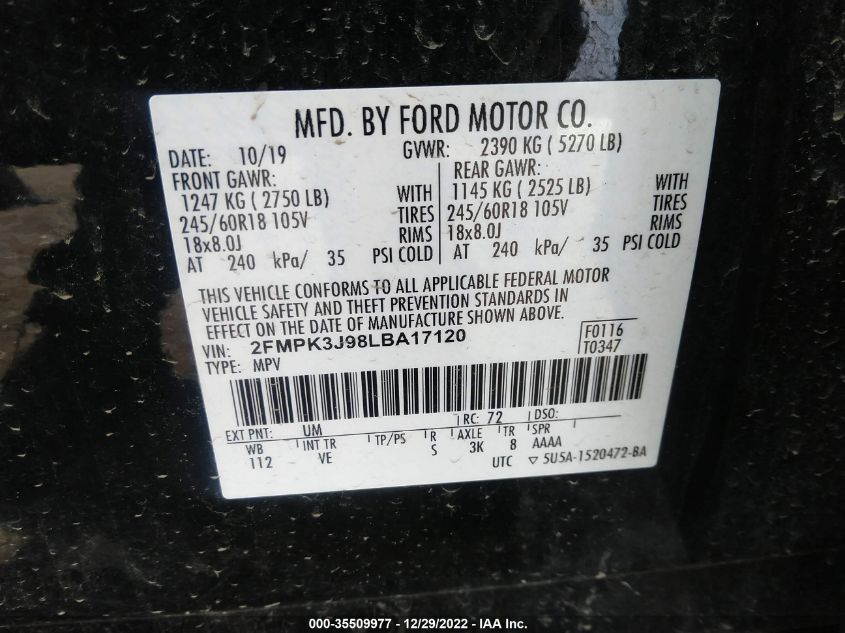 MFD. BY FORD MOTOR CO.
DATE: 10/19 GVWR: 2390 KG ( 5270 LB)
FRONT GAWR:
1247 KG ( 2750 LB) WITH
245/60R18 105V TIRES
18x8.0J RIMS
AT 240 kPa/ 35 PSI COLD
REAR GAWR:
1145 KG ( 2525 LB) WITH
245/60R18 105V TIRES
18x8.0J RIMS
AT 240 kPa/ 35 PSI COLD
THIS VEHICLE CONFORMS TO ALL APPLICABLE FEDERAL MOTOR
VEHICLE SAFETY AND THEFT PREVENTION STANDARDS IN
EFFECT ON THE DATE OF MANUFACTURE SHOWN ABOVE.
VIN: 2FMPK3J98LBA17120
TYPE: MPV
F0116
T0347
EXT PNT: UM RC: 72 DSO:
WB INT TR TP/PS R AXLE TR SPR
112 VE S 3K 8 AAAA
UTC ▽ 5U5A-1520472-BA
000-35509977 - 12/29/2022 - IAA Inc.